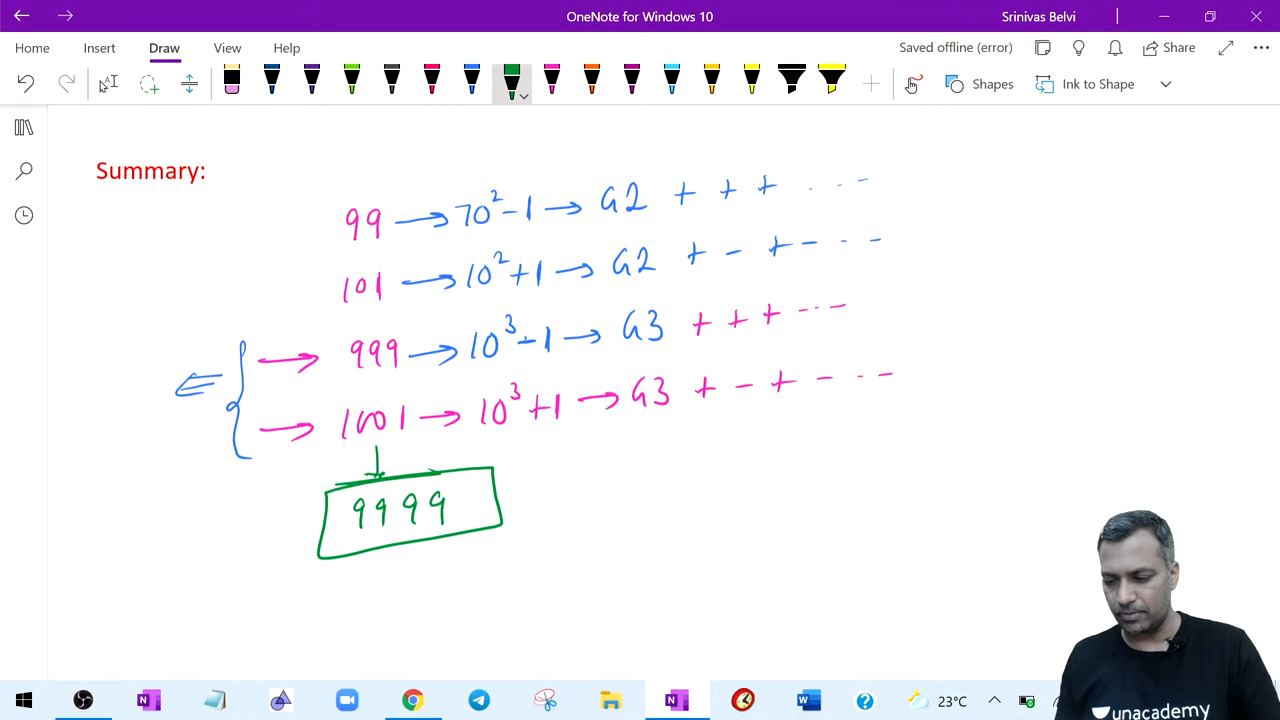 OneNote for Windows 10
Srinivas Belvi
Home Insert Draw View Help
Saved offline (error)
Share
Shapes
Ink to Shape
Summary:
99 → 10² - 1 → G2 + + + ...
101 → 10² + 1 → G2 + - + - ...
999 → 10³ - 1 → G3 + + + ...
1001 → 10³ + 1 → G3 + - + - ...
9999
23°C
unacademy